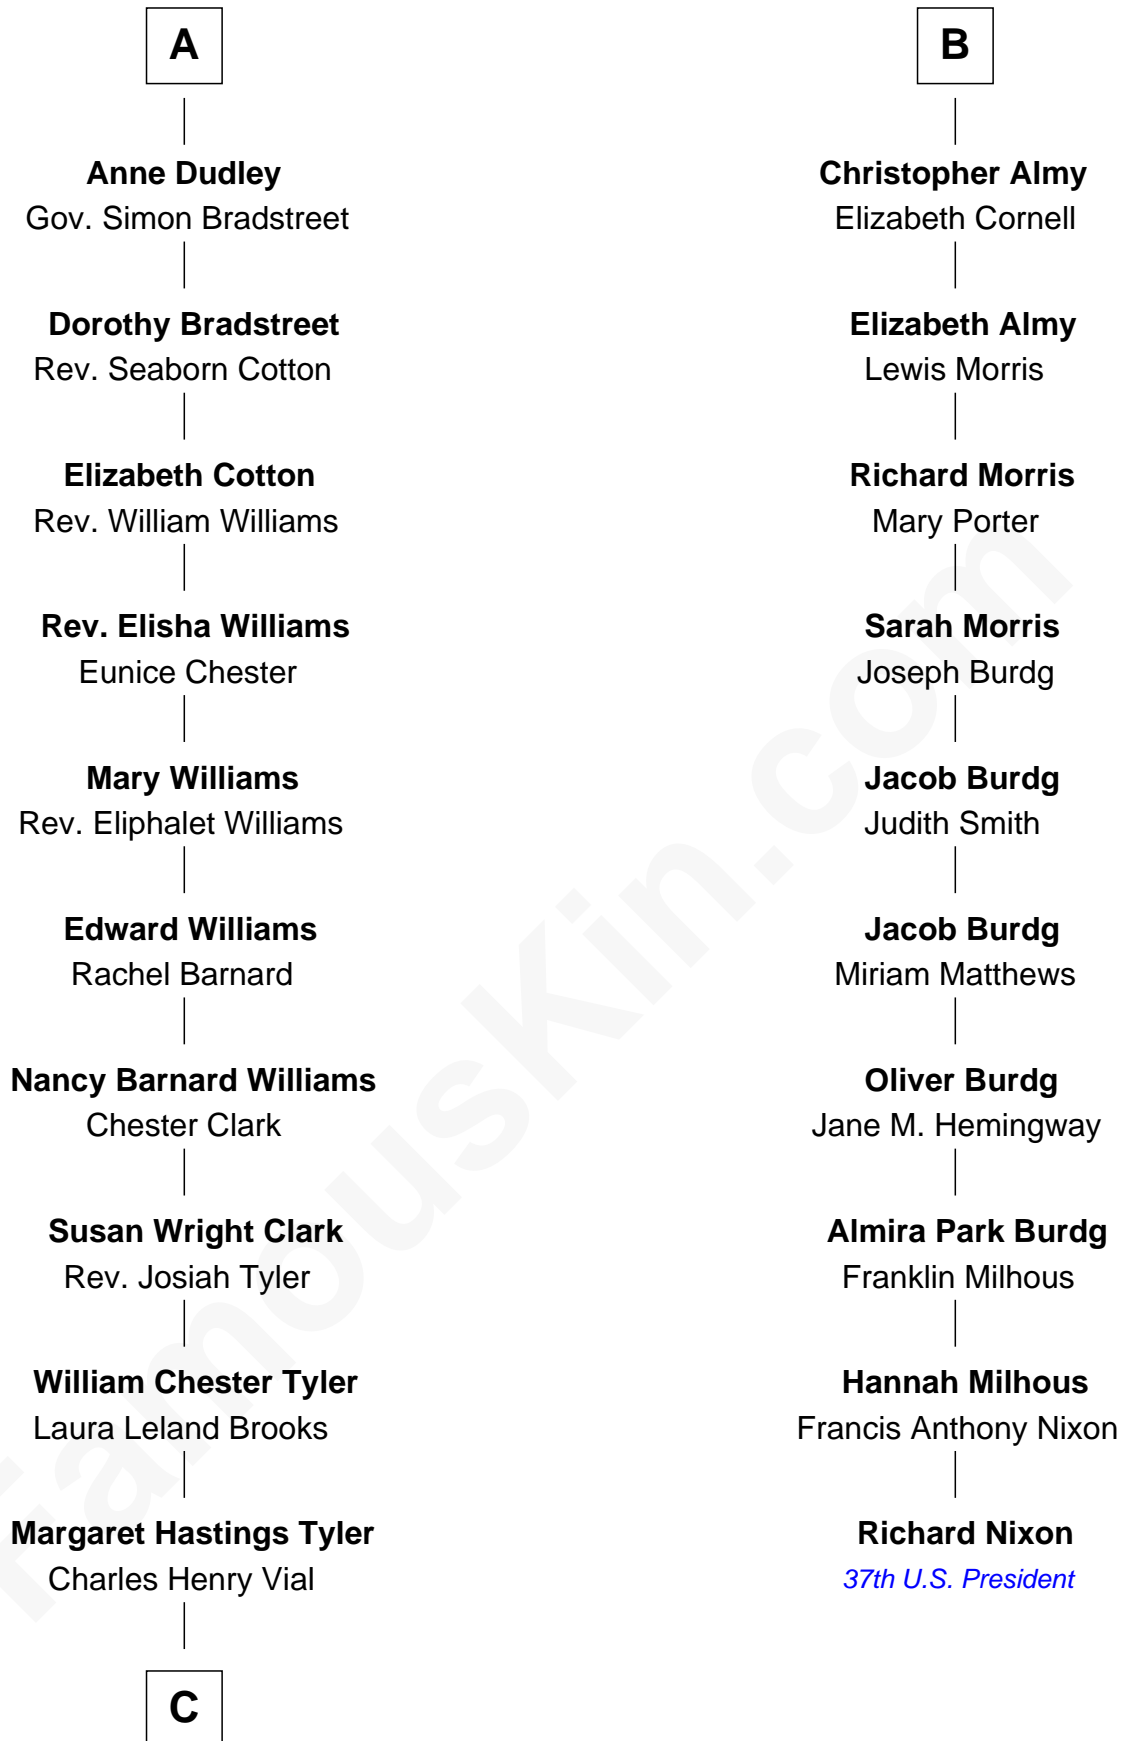 A
Anne Dudley
Gov. Simon Bradstreet
Dorothy Bradstreet
Rev. Seaborn Cotton
Elizabeth Cotton
Rev. William Williams
Rev. Elisha Williams
Eunice Chester
Mary Williams
Rev. Eliphalet Williams
Edward Williams
Rachel Barnard
Nancy Barnard Williams
Chester Clark
Susan Wright Clark
Rev. Josiah Tyler
William Chester Tyler
Laura Leland Brooks
Margaret Hastings Tyler
Charles Henry Vial
C
B
Christopher Almy
Elizabeth Cornell
Elizabeth Almy
Lewis Morris
Richard Morris
Mary Porter
Sarah Morris
Joseph Burdg
Jacob Burdg
Judith Smith
Jacob Burdg
Miriam Matthews
Oliver Burdg
Jane M. Hemingway
Almira Park Burdg
Franklin Milhous
Hannah Milhous
Francis Anthony Nixon
Richard Nixon
37th U.S. President
FamousKin.com